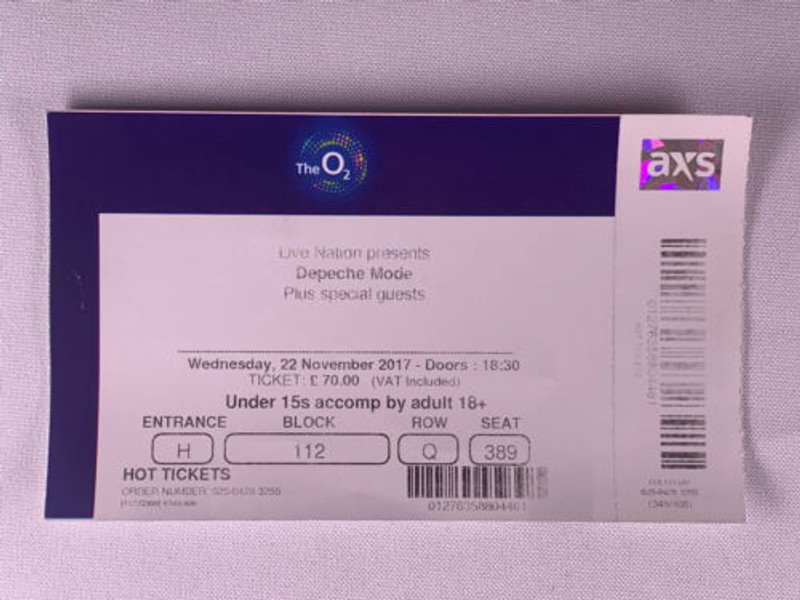 The O2
axs
Live Nation presents
Depeche Mode
Plus special guests
Wednesday, 22 November 2017 - Doors : 18:30
TICKET: £ 70.00 (VAT Included)
Under 15s accomp by adult 18+
ENTRANCE BLOCK ROW SEAT
H 112 Q 389
HOT TICKETS
ORDER NUMBER: 025-0428 3255
01276358804401